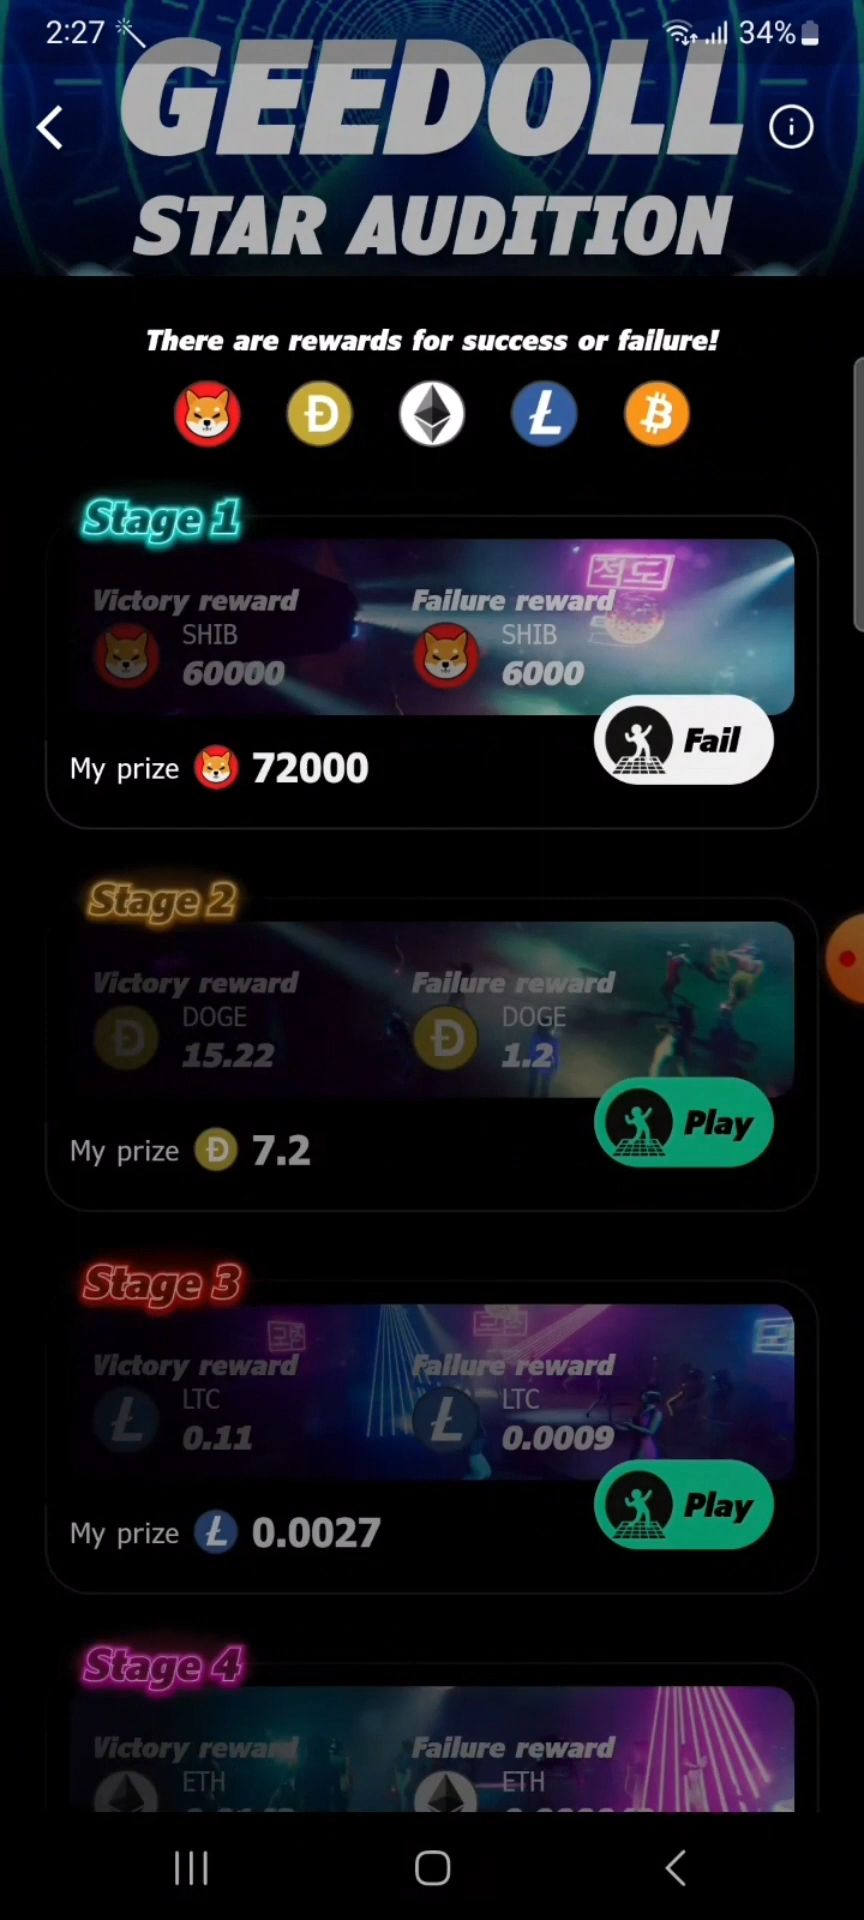 2:27
34%
GEEDOLL
STAR AUDITION
There are rewards for success or failure!
Stage 1
적도
Victory reward
Failure reward
SHIB
SHIB
60000
6000
Fail
My prize 72000
Stage 2
Victory reward
Failure reward
DOGE
DOGE
15.22
1.2
Play
My prize 7.2
Stage 3
Victory reward
Failure reward
LTC
LTC
0.11
0.0009
Play
My prize 0.0027
Stage 4
Victory reward
Failure reward
ETH
ETH